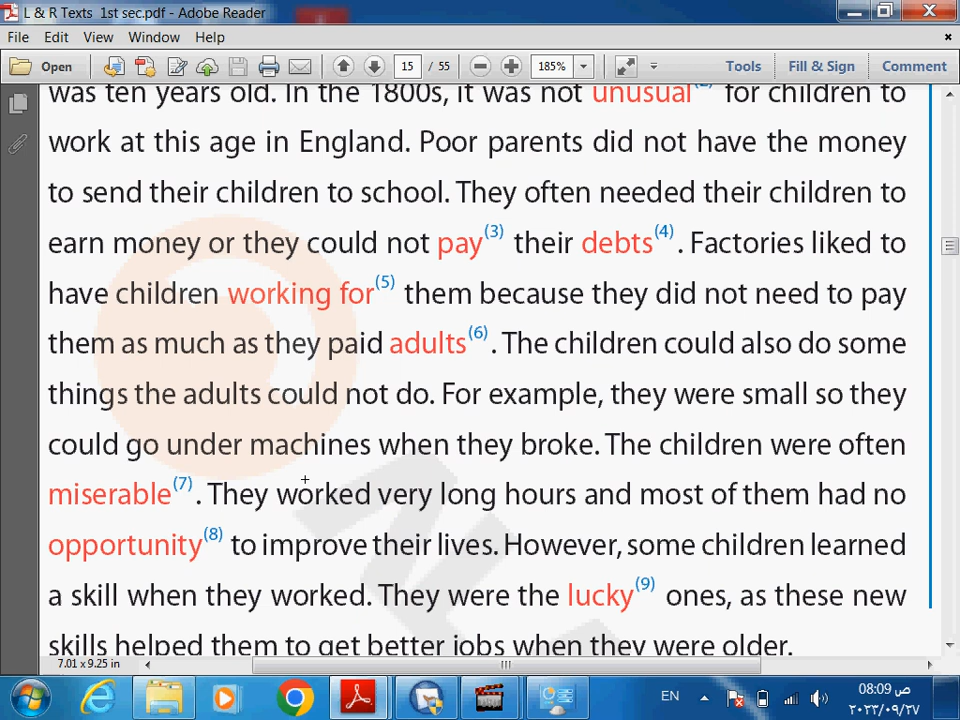 L & R Texts 1st sec.pdf - Adobe Reader
File Edit View Window Help
Open 15 / 55 185% Tools Fill & Sign Comment
was ten years old. In the 1800s, it was not unusual(2) for children to
work at this age in England. Poor parents did not have the money
to send their children to school. They often needed their children to
earn money or they could not pay(3) their debts(4). Factories liked to
have children working for(5) them because they did not need to pay
them as much as they paid adults(6). The children could also do some
things the adults could not do. For example, they were small so they
could go under machines when they broke. The children were often
miserable(7). They worked very long hours and most of them had no
opportunity(8) to improve their lives. However, some children learned
a skill when they worked. They were the lucky(9) ones, as these new
skills helped them to get better jobs when they were older.
7.01 x 9.25 in
EN
08:09 ص
٢٠٢٣/٠٩/٢٧